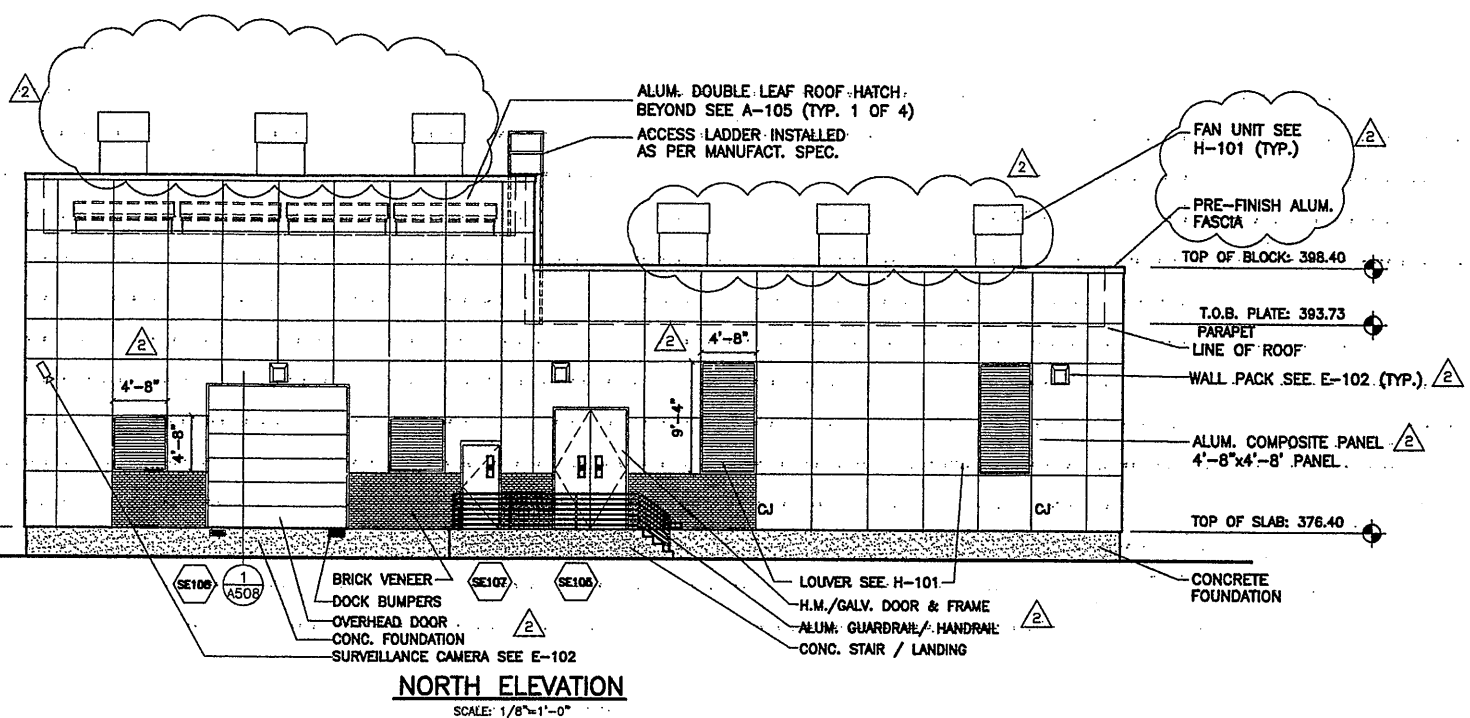 2
2
ALUM. DOUBLE LEAF ROOF HATCH
BEYOND SEE A-105 (TYP. 1 OF 4)
ACCESS LADDER INSTALLED
AS PER MANUFACT. SPEC.
2
FAN UNIT SEE
H-101 (TYP.)
2
PRE-FINISH ALUM.
FASCIA
TOP OF BLOCK: 398.40
T.O.B. PLATE: 393.73
PARAPET
LINE OF ROOF
2
2
4'-8"
4'-8"
4'-8"
9'-4"
WALL PACK SEE E-102 (TYP.)
2
ALUM. COMPOSITE PANEL
4'-8"x4'-8' PANEL
2
CJ
CJ
TOP OF SLAB: 376.40
1
A508
SE107
BRICK VENEER
DOCK BUMPERS
OVERHEAD DOOR
CONC. FOUNDATION
SURVEILLANCE CAMERA SEE E-102
2
LOUVER SEE H-101
H.M./GALV. DOOR & FRAME
ALUM. GUARDRAIL/ HANDRAIL
CONC. STAIR / LANDING
2
CONCRETE
FOUNDATION
NORTH ELEVATION
SCALE: 1/8"=1'-0"